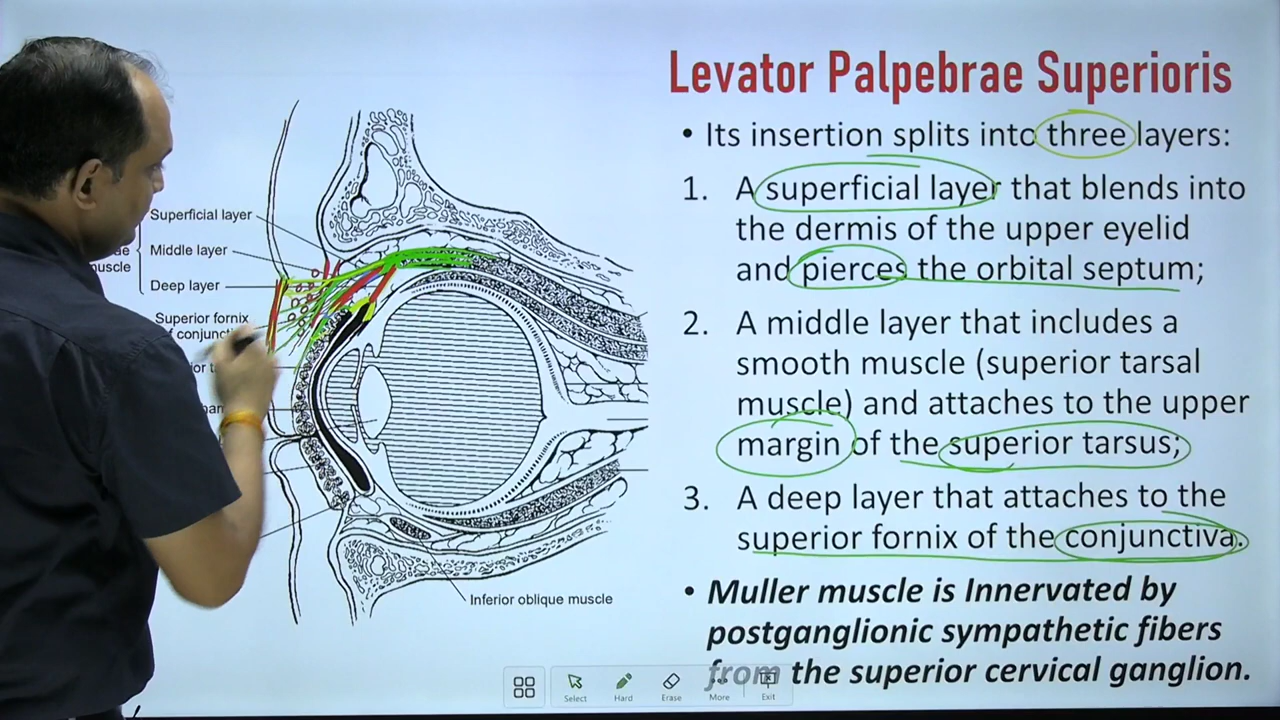 Levator Palpebrae Superioris
• Its insertion splits into three layers:
1. A superficial layer that blends into
the dermis of the upper eyelid
and pierces the orbital septum;
2. A middle layer that includes a
smooth muscle (superior tarsal
muscle) and attaches to the upper
margin of the superior tarsus;
3. A deep layer that attaches to the
superior fornix of the conjunctiva.
• Muller muscle is Innervated by
postganglionic sympathetic fibers
from the superior cervical ganglion.
Superficial layer
Middle layer
Deep layer
Superior fornix
Inferior oblique muscle
Select
Hard
Erase
More
Exit